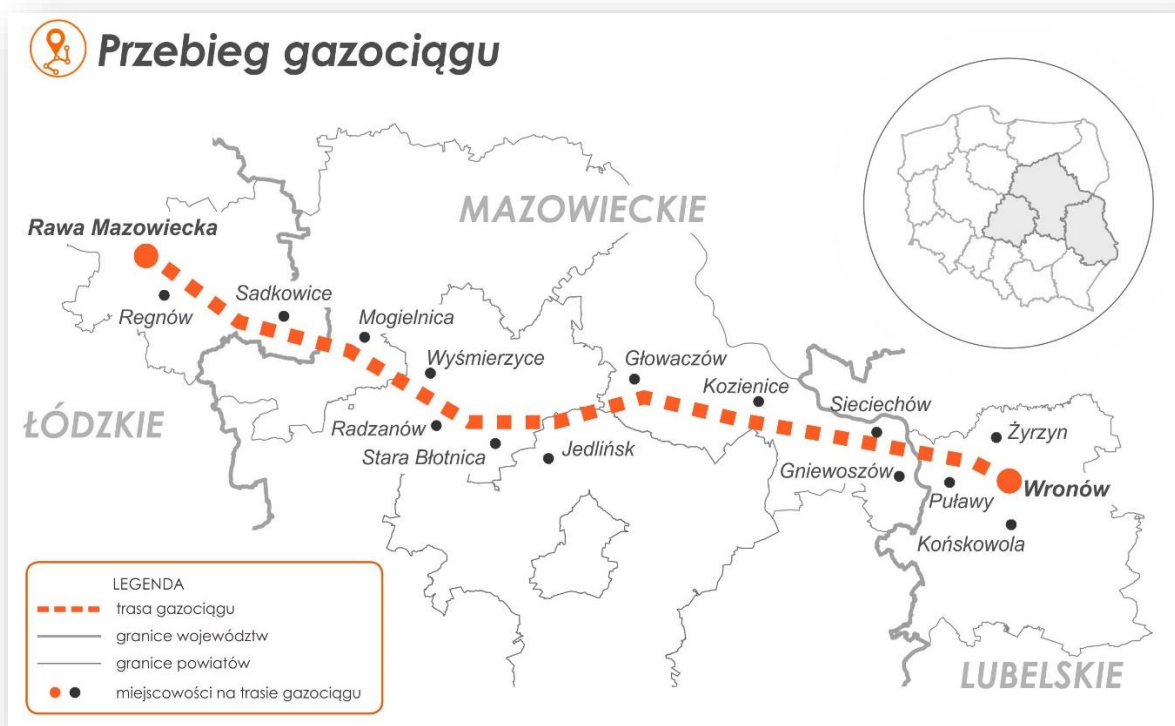 Przebieg gazociągu
MAZOWIECKIE
Rawa Mazowiecka
Sadkowice
Regnów
Mogielnica
Wyśmierzyce
Głowaczów
Kozienice
Sieciechów
ŁÓDZKIE
Radzanów
Stara Błotnica
Jedlińsk
Żyrzyn
Gniewoszów
Puławy
Wronów
Końskowola
LEGENDA
trasa gazociągu
granice województw
granice powiatów
miejscowości na trasie gazociągu
LUBELSKIE